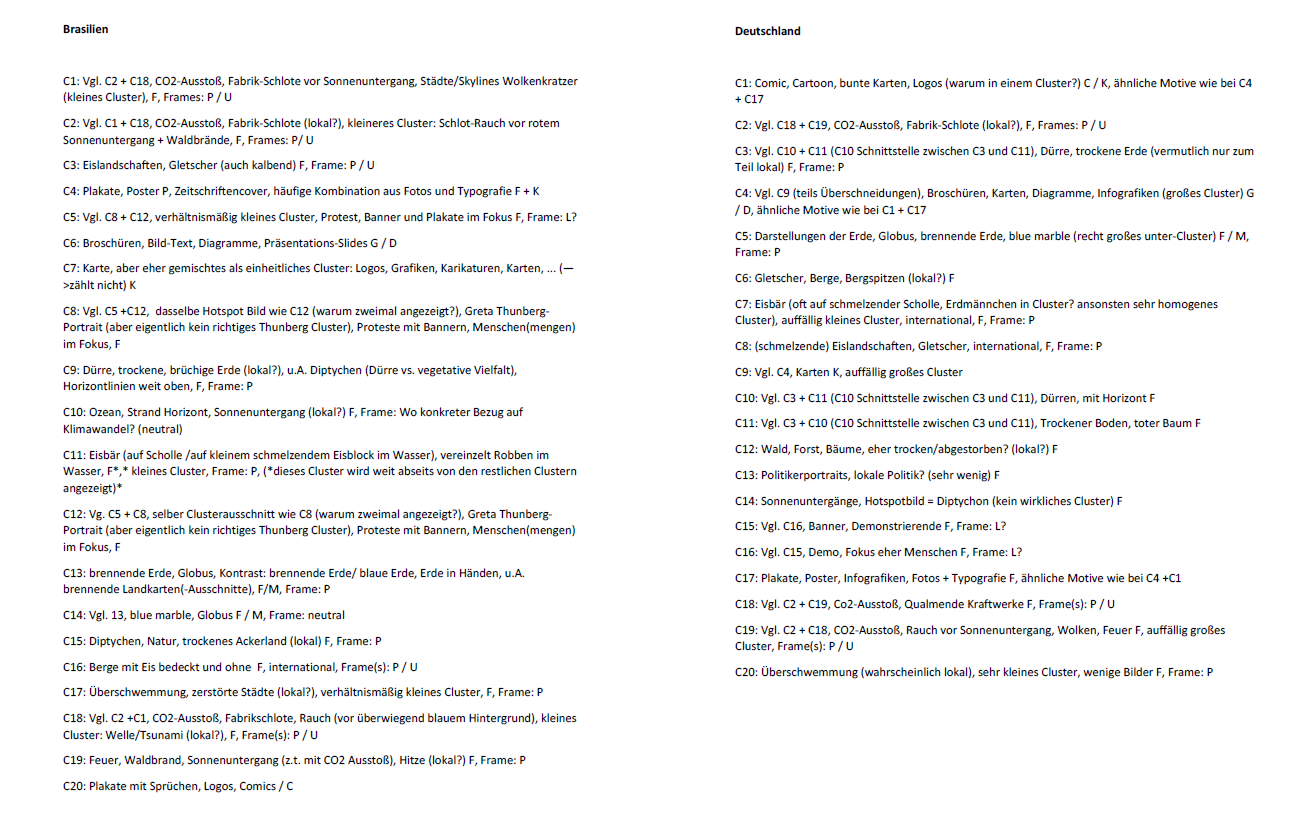 Brasilien
C1: Vgl. C2 + C18, CO2-Ausstoß, Fabrik-Schlote vor Sonnenuntergang, Städte/Skylines Wolkenkratzer
(kleines Cluster), F, Frames: P / U
C2: Vgl. C1 + C18, CO2-Ausstoß, Fabrik-Schlote (lokal?), kleineres Cluster: Schlot-Rauch vor rotem
Sonnenuntergang + Waldbrände, F, Frames: P/ U
C3: Eislandschaften, Gletscher (auch kalbend) F, Frame: P / U
C4: Plakate, Poster P, Zeitschriftencover, häufige Kombination aus Fotos und Typografie F + K
C5: Vgl. C8 + C12, verhältnismäßig kleines Cluster, Protest, Banner und Plakate im Fokus F, Frame: L?
C6: Broschüren, Bild-Text, Diagramme, Präsentations-Slides G / D
C7: Karte, aber eher gemischtes als einheitliches Cluster: Logos, Grafiken, Karikaturen, Karten, ... (—
>zählt nicht) K
C8: Vgl. C5 +C12,  dasselbe Hotspot Bild wie C12 (warum zweimal angezeigt?), Greta Thunberg-
Portrait (aber eigentlich kein richtiges Thunberg Cluster), Proteste mit Bannern, Menschen(mengen)
im Fokus, F
C9: Dürre, trockene, brüchige Erde (lokal?), u.A. Diptychen (Dürre vs. vegetative Vielfalt),
Horizontlinien weit oben, F, Frame: P
C10: Ozean, Strand Horizont, Sonnenuntergang (lokal?) F, Frame: Wo konkreter Bezug auf
Klimawandel? (neutral)
C11: Eisbär (auf Scholle /auf kleinem schmelzendem Eisblock im Wasser), vereinzelt Robben im
Wasser, F*,* kleines Cluster, Frame: P, (*dieses Cluster wird weit abseits von den restlichen Clustern
angezeigt)*
C12: Vg. C5 + C8, selber Clusterausschnitt wie C8 (warum zweimal angezeigt?), Greta Thunberg-
Portrait (aber eigentlich kein richtiges Thunberg Cluster), Proteste mit Bannern, Menschen(mengen)
im Fokus, F
C13: brennende Erde, Globus, Kontrast: brennende Erde/ blaue Erde, Erde in Händen, u.A.
brennende Landkarten(-Ausschnitte), F/M, Frame: P
C14: Vgl. 13, blue marble, Globus F / M, Frame: neutral
C15: Diptychen, Natur, trockenes Ackerland (lokal) F, Frame: P
C16: Berge mit Eis bedeckt und ohne  F, international, Frame(s): P / U
C17: Überschwemmung, zerstörte Städte (lokal?), verhältnismäßig kleines Cluster, F, Frame: P
C18: Vgl. C2 +C1, CO2-Ausstoß, Fabrikschlote, Rauch (vor überwiegend blauem Hintergrund), kleines
Cluster: Welle/Tsunami (lokal?), F, Frame(s): P / U
C19: Feuer, Waldbrand, Sonnenuntergang (z.t. mit CO2 Ausstoß), Hitze (lokal?) F, Frame: P
C20: Plakate mit Sprüchen, Logos, Comics / C
Deutschland
C1: Comic, Cartoon, bunte Karten, Logos (warum in einem Cluster?) C / K, ähnliche Motive wie bei C4
+ C17
C2: Vgl. C18 + C19, CO2-Ausstoß, Fabrik-Schlote (lokal?), F, Frames: P / U
C3: Vgl. C10 + C11 (C10 Schnittstelle zwischen C3 und C11), Dürre, trockene Erde (vermutlich nur zum
Teil lokal) F, Frame: P
C4: Vgl. C9 (teils Überschneidungen), Broschüren, Karten, Diagramme, Infografiken (großes Cluster) G
/ D, ähnliche Motive wie bei C1 + C17
C5: Darstellungen der Erde, Globus, brennende Erde, blue marble (recht großes unter-Cluster) F / M,
Frame: P
C6: Gletscher, Berge, Bergspitzen (lokal?) F
C7: Eisbär (oft auf schmelzender Scholle, Erdmännchen in Cluster? ansonsten sehr homogenes
Cluster), auffällig kleines Cluster, international, F, Frame: P
C8: (schmelzende) Eislandschaften, Gletscher, international, F, Frame: P
C9: Vgl. C4, Karten K, auffällig großes Cluster
C10: Vgl. C3 + C11 (C10 Schnittstelle zwischen C3 und C11), Dürren, mit Horizont F
C11: Vgl. C3 + C10 (C10 Schnittstelle zwischen C3 und C11), Trockener Boden, toter Baum F
C12: Wald, Forst, Bäume, eher trocken/abgestorben? (lokal?) F
C13: Politikerportraits, lokale Politik? (sehr wenig) F
C14: Sonnenuntergänge, Hotspotbild = Diptychon (kein wirkliches Cluster) F
C15: Vgl. C16, Banner, Demonstrierende F, Frame: L?
C16: Vgl. C15, Demo, Fokus eher Menschen F, Frame: L?
C17: Plakate, Poster, Infografiken, Fotos + Typografie F, ähnliche Motive wie bei C4 +C1
C18: Vgl. C2 + C19, Co2-Ausstoß, Qualmende Kraftwerke F, Frame(s): P / U
C19: Vgl. C2 + C18, CO2-Ausstoß, Rauch vor Sonnenuntergang, Wolken, Feuer F, auffällig großes
Cluster, Frame(s): P / U
C20: Überschwemmung (wahrscheinlich lokal), sehr kleines Cluster, wenige Bilder F, Frame: P